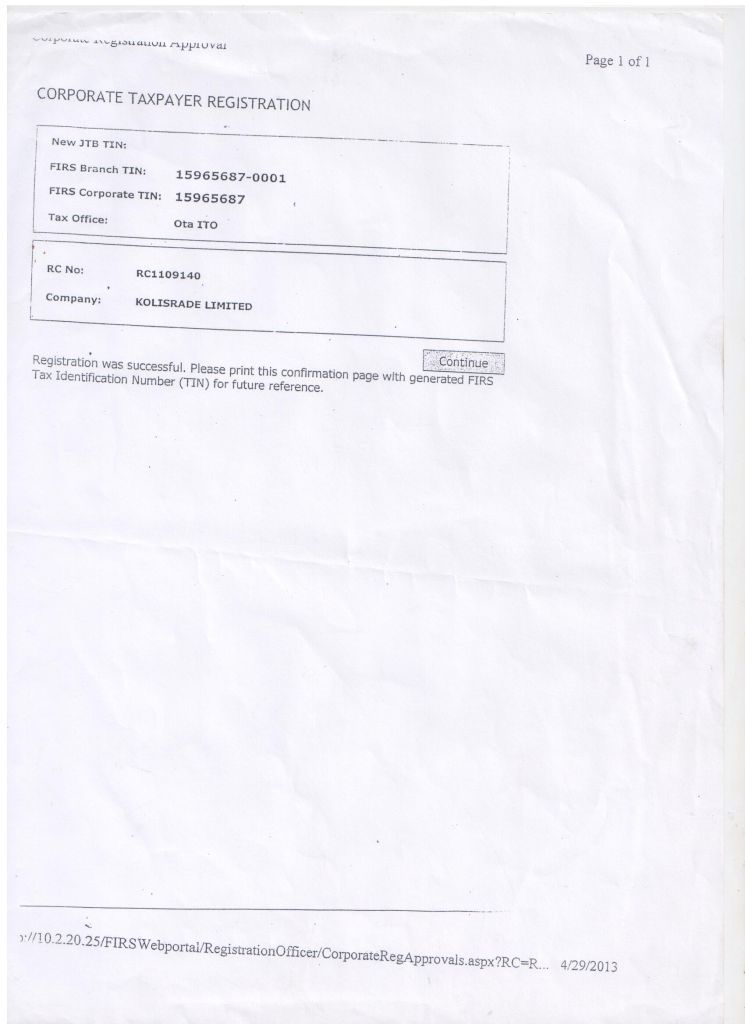 Corporate Registration Approval
Page 1 of 1
CORPORATE TAXPAYER REGISTRATION
New JTB TIN:
FIRS Branch TIN: 15965687-0001
FIRS Corporate TIN: 15965687
Tax Office: Ota ITO
RC No: RC1109140
Company: KOLISRADE LIMITED
Continue
Registration was successful. Please print this confirmation page with generated FIRS
Tax Identification Number (TIN) for future reference.
://10.2.20.25/FIRSWebportal/RegistrationOfficer/CorporateRegApprovals.aspx?RC=R... 4/29/2013